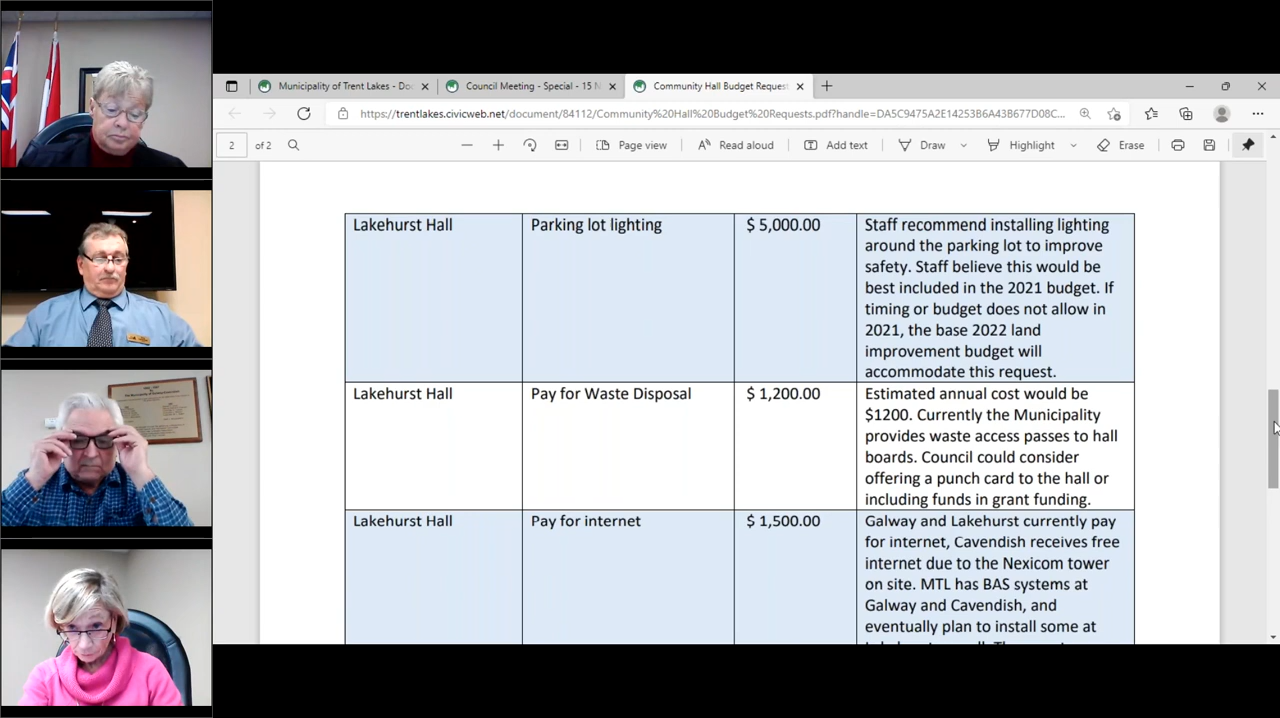 Municipality of Trent Lakes - Doc
Council Meeting - Special - 15 N
Community Hall Budget Request
https://trentlakes.civicweb.net/document/84112/Community%20Hall%20Budget%20Requests.pdf?handle=DA5C9475A2E14253B6A43B677D08C...
2 of 2
Page view
Read aloud
Add text
Draw
Highlight
Erase
Lakehurst Hall
Parking lot lighting
$ 5,000.00
Staff recommend installing lighting
around the parking lot to improve
safety. Staff believe this would be
best included in the 2021 budget. If
timing or budget does not allow in
2021, the base 2022 land
improvement budget will
accommodate this request.
Lakehurst Hall
Pay for Waste Disposal
$ 1,200.00
Estimated annual cost would be
$1200. Currently the Municipality
provides waste access passes to hall
boards. Council could consider
offering a punch card to the hall or
including funds in grant funding.
Lakehurst Hall
Pay for internet
$ 1,500.00
Galway and Lakehurst currently pay
for internet, Cavendish receives free
internet due to the Nexicom tower
on site. MTL has BAS systems at
Galway and Cavendish, and
eventually plan to install some at